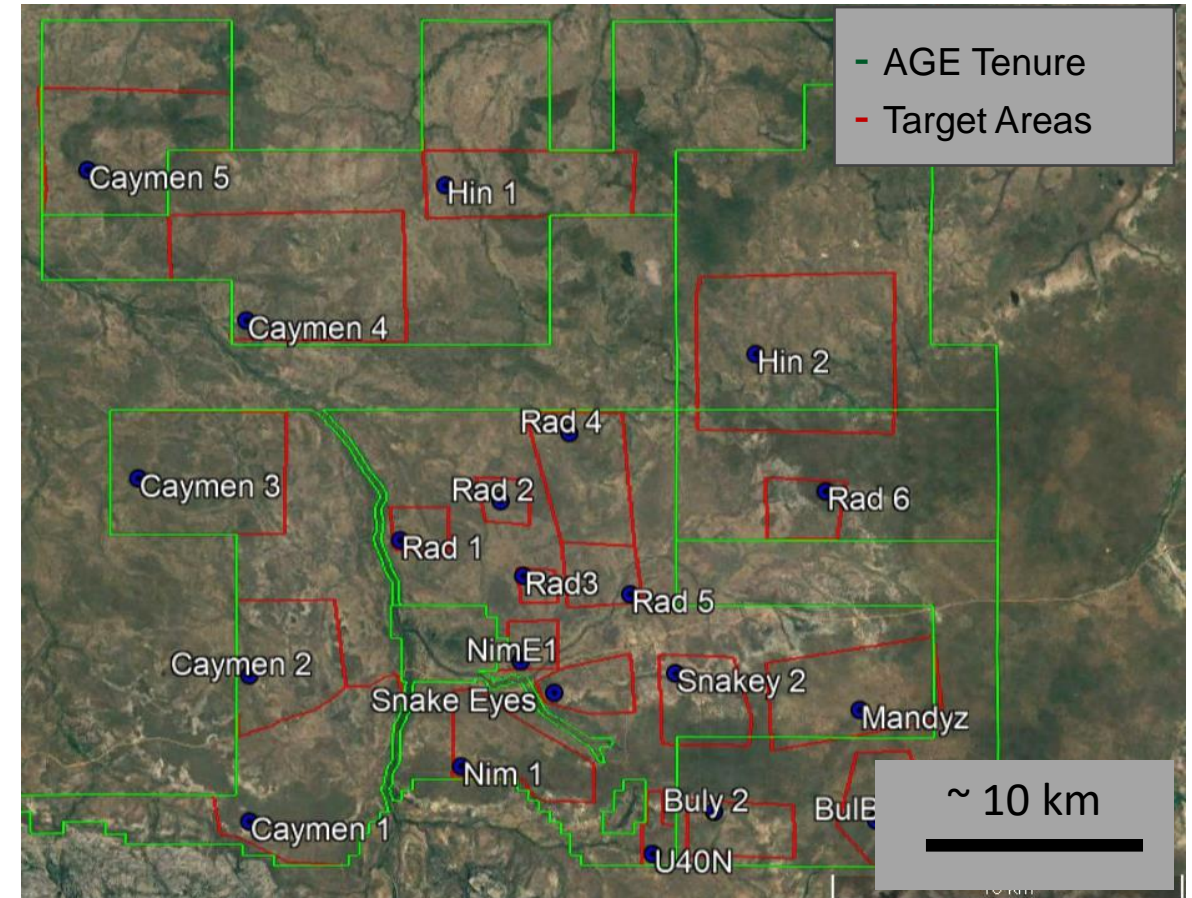 - AGE Tenure
- Target Areas
Caymen 5
Hin 1
Caymen 4
Hin 2
Rad 4
Caymen 3
Rad 2
Rad 6
Rad 1
Rad3
Rad 5
NimE1
Caymen 2
Snakey 2
Snake Eyes
Mandyz
Nim 1
~ 10 km
Buly 2
BulB
Caymen 1
U40N